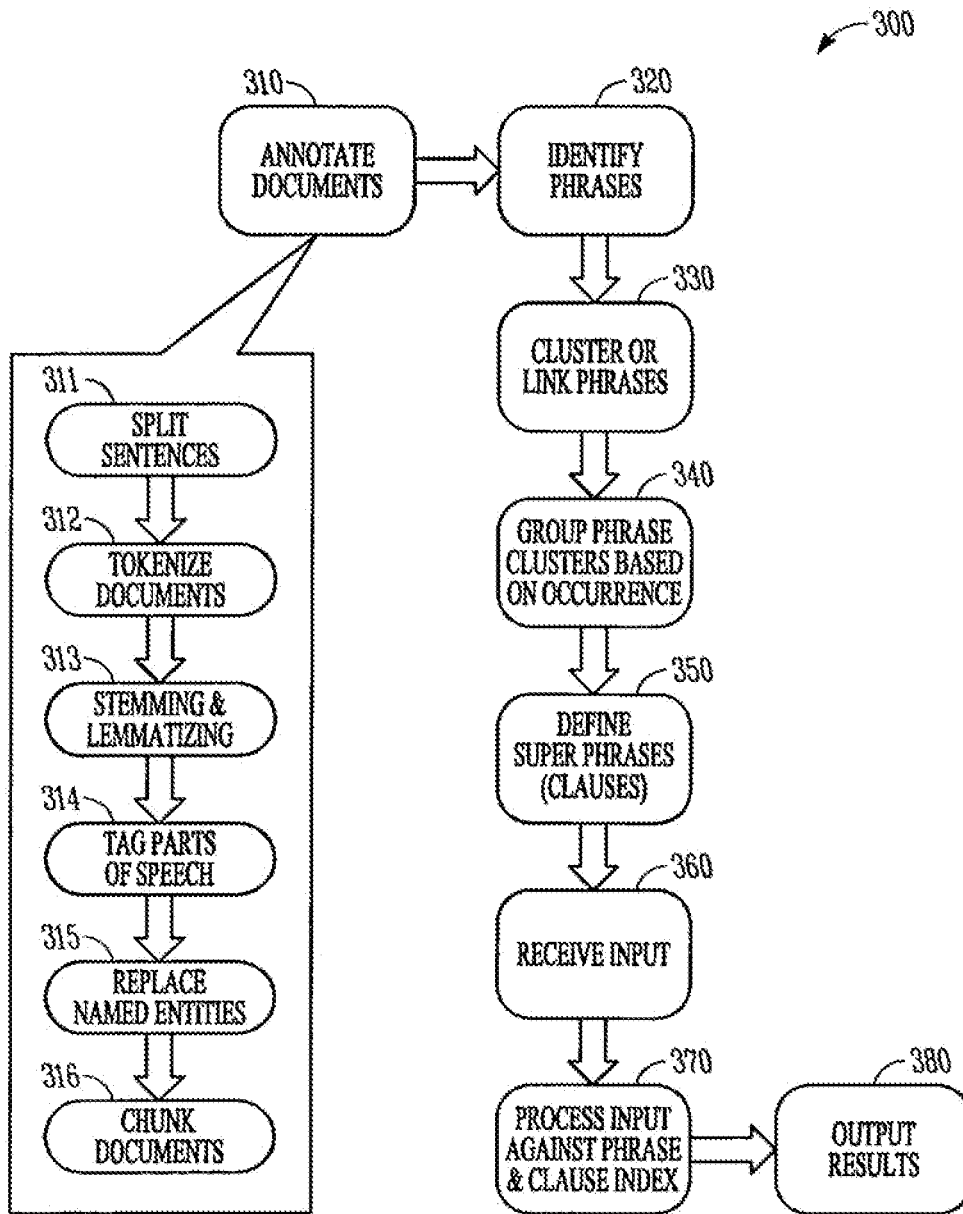 300
310
ANNOTATE
DOCUMENTS
320
IDENTIFY
PHRASES
330
CLUSTER OR
LINK PHRASES
340
GROUP PHRASE
CLUSTERS BASED
ON OCCURRENCE
350
DEFINE
SUPER PHRASES
(CLAUSES)
360
RECEIVE INPUT
370
PROCESS INPUT
AGAINST PHRASE
& CLAUSE INDEX
380
OUTPUT
RESULTS
311
SPLIT
SENTENCES
312
TOKENIZE
DOCUMENTS
313
STEMMING &
LEMMATIZING
314
TAG PARTS
OF SPEECH
315
REPLACE
NAMED ENTITIES
316
CHUNK
DOCUMENTS